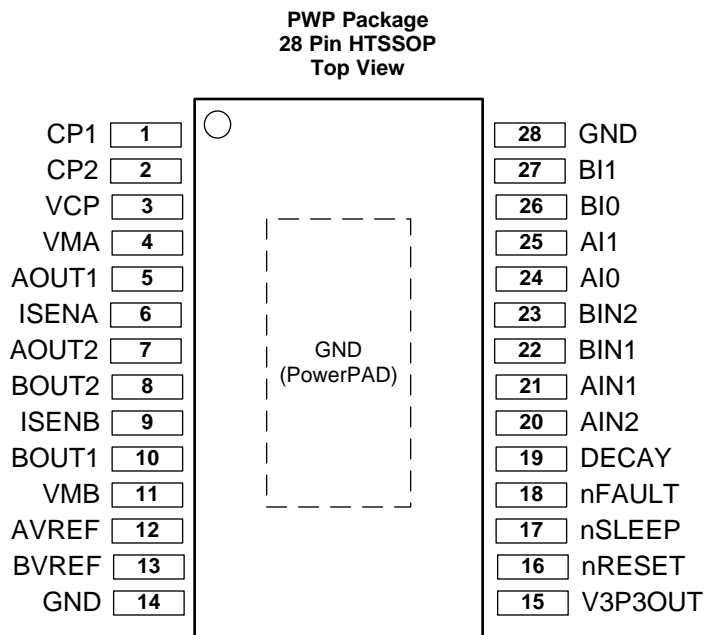 PWP Package
28 Pin HTSSOP
Top View
CP1 1
CP2 2
VCP 3
VMA 4
AOUT1 5
ISENA 6
AOUT2 7
BOUT2 8
ISENB 9
BOUT1 10
VMB 11
AVREF 12
BVREF 13
GND 14
GND
(PowerPAD)
28 GND
27 BI1
26 BI0
25 AI1
24 AI0
23 BIN2
22 BIN1
21 AIN1
20 AIN2
19 DECAY
18 nFAULT
17 nSLEEP
16 nRESET
15 V3P3OUT